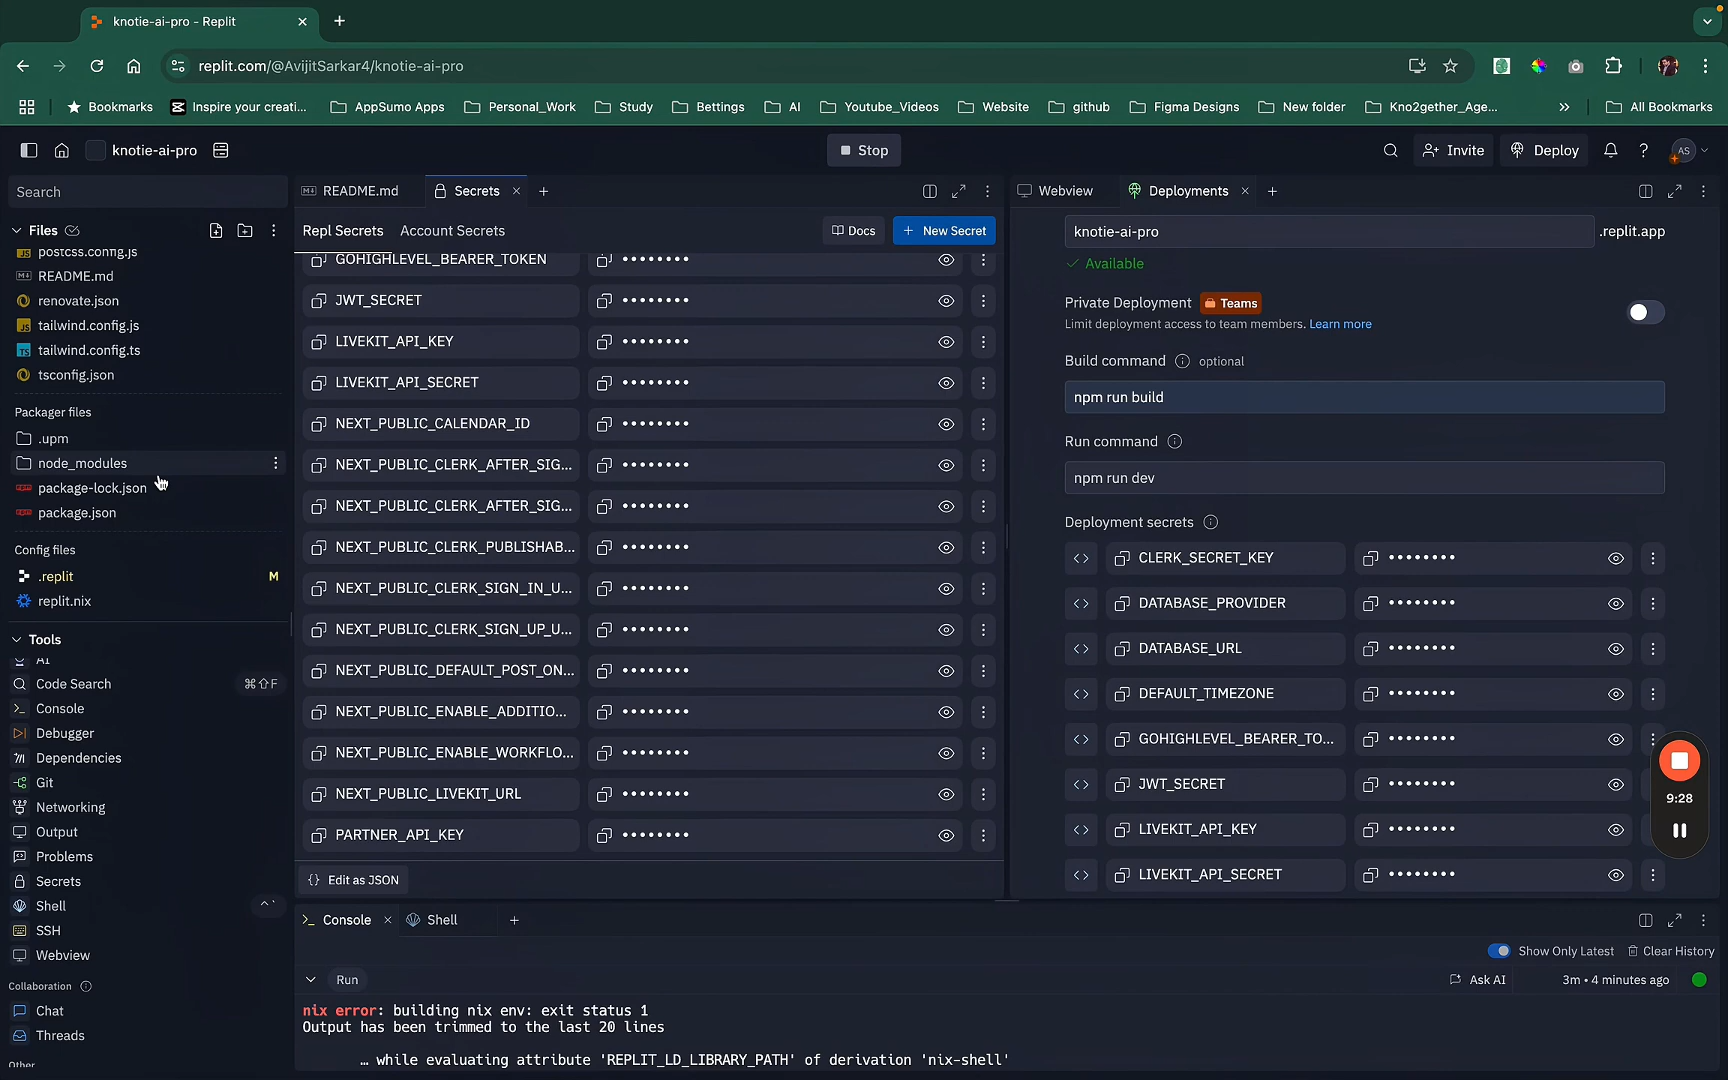 knotie-ai-pro - Replit
replit.com/@AvijitSarkar4/knotie-ai-pro
Bookmarks
Inspire your creati...
AppSumo Apps
Personal_Work
Study
Bettings
AI
Youtube_Videos
Website
github
Figma Designs
New folder
Kno2gether_Age...
All Bookmarks
knotie-ai-pro
Stop
Invite
Deploy
AS
Search
Files
postcss.config.js
README.md
renovate.json
tailwind.config.js
tailwind.config.ts
tsconfig.json
Packager files
.upm
node_modules
package-lock.json
package.json
Config files
.replit
M
replit.nix
Tools
AI
Code Search
⌘⇧F
Console
Debugger
Dependencies
Git
Networking
Output
Problems
Secrets
Shell
SSH
Webview
Collaboration
Chat
Threads
Other
README.md
Secrets
Repl Secrets
Account Secrets
Docs
New Secret
GOHIGHLEVEL_BEARER_TOKEN
JWT_SECRET
LIVEKIT_API_KEY
LIVEKIT_API_SECRET
NEXT_PUBLIC_CALENDAR_ID
NEXT_PUBLIC_CLERK_AFTER_SIG...
NEXT_PUBLIC_CLERK_AFTER_SIG...
NEXT_PUBLIC_CLERK_PUBLISHAB...
NEXT_PUBLIC_CLERK_SIGN_IN_U...
NEXT_PUBLIC_CLERK_SIGN_UP_U...
NEXT_PUBLIC_DEFAULT_POST_ON...
NEXT_PUBLIC_ENABLE_ADDITIO...
NEXT_PUBLIC_ENABLE_WORKFLO...
NEXT_PUBLIC_LIVEKIT_URL
PARTNER_API_KEY
{} Edit as JSON
Webview
Deployments
knotie-ai-pro
.replit.app
Available
Private Deployment
Teams
Limit deployment access to team members. Learn more
Build command
optional
npm run build
Run command
npm run dev
Deployment secrets
CLERK_SECRET_KEY
DATABASE_PROVIDER
DATABASE_URL
DEFAULT_TIMEZONE
GOHIGHLEVEL_BEARER_TO...
JWT_SECRET
LIVEKIT_API_KEY
LIVEKIT_API_SECRET
9:28
Console
Shell
Show Only Latest
Clear History
Run
Ask AI
3m • 4 minutes ago
nix error: building nix env: exit status 1
Output has been trimmed to the last 20 lines
… while evaluating attribute 'REPLIT_LD_LIBRARY_PATH' of derivation 'nix-shell'